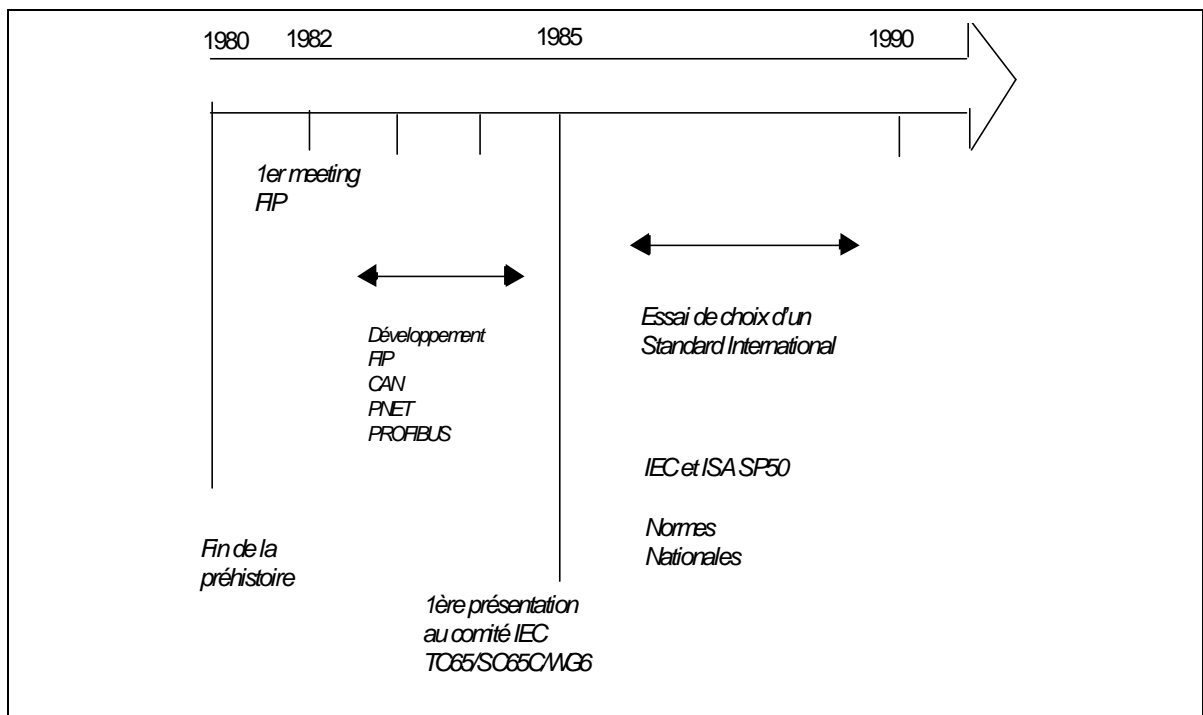 1980 1982 1985 1990
1er meeting
FIP
Développement
FIP
CAN
PNET
PROFIBUS
Essai de choix d'un
Standard International
IEC et ISA SP50
Normes
Nationales
Fin de la
préhistoire
1ère présentation
au comité IEC
TC65/SC65C/WG6